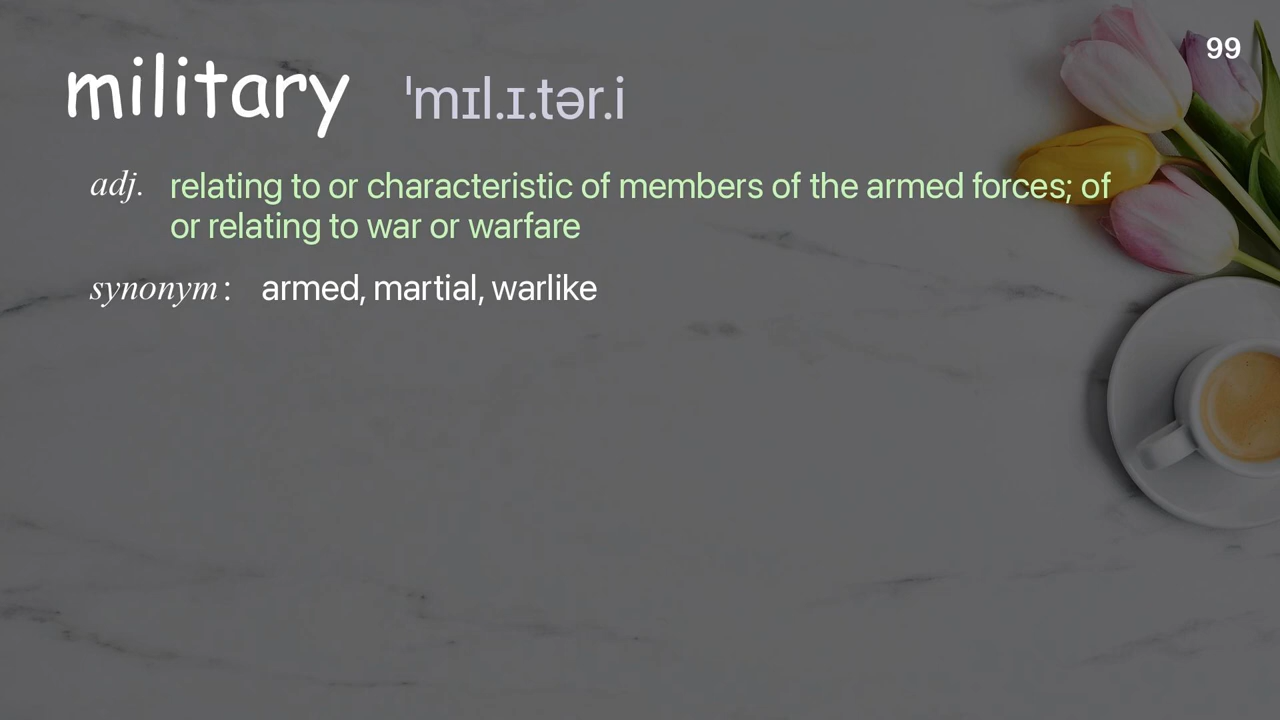 99
military ˈmɪl.ɪ.tər.i
adj. relating to or characteristic of members of the armed forces; of
or relating to war or warfare
synonym: armed, martial, warlike